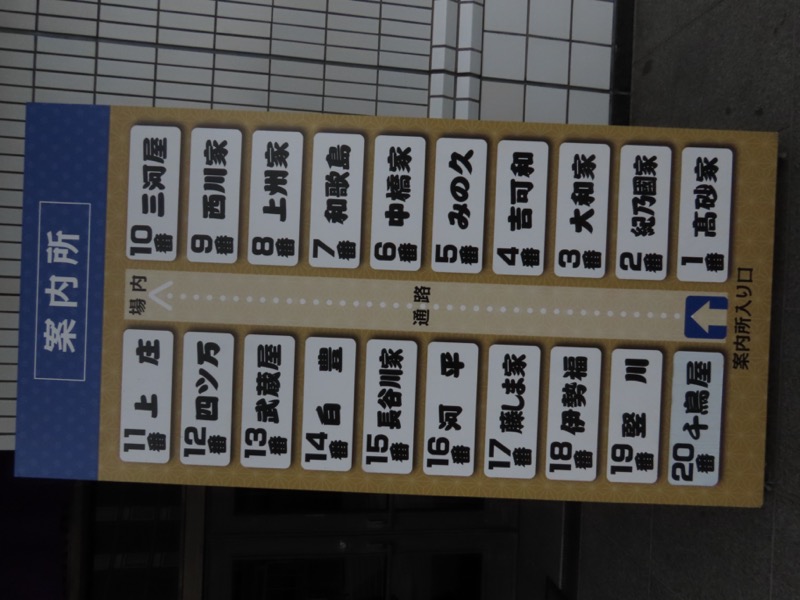 案内所
11番 上庄
12番 四ツ万
13番 武蔵屋
14番 白豊
15番 長谷川家
16番 河平
17番 藤しま家
18番 伊勢福
19番 竪川
20番 千鳥屋
場内
通路
案内所入り口
10番 三河屋
9番 西川家
8番 上州家
7番 和歌島
6番 中橋家
5番 みの久
4番 吉可和
3番 大和家
2番 紀乃國家
1番 髙砂家